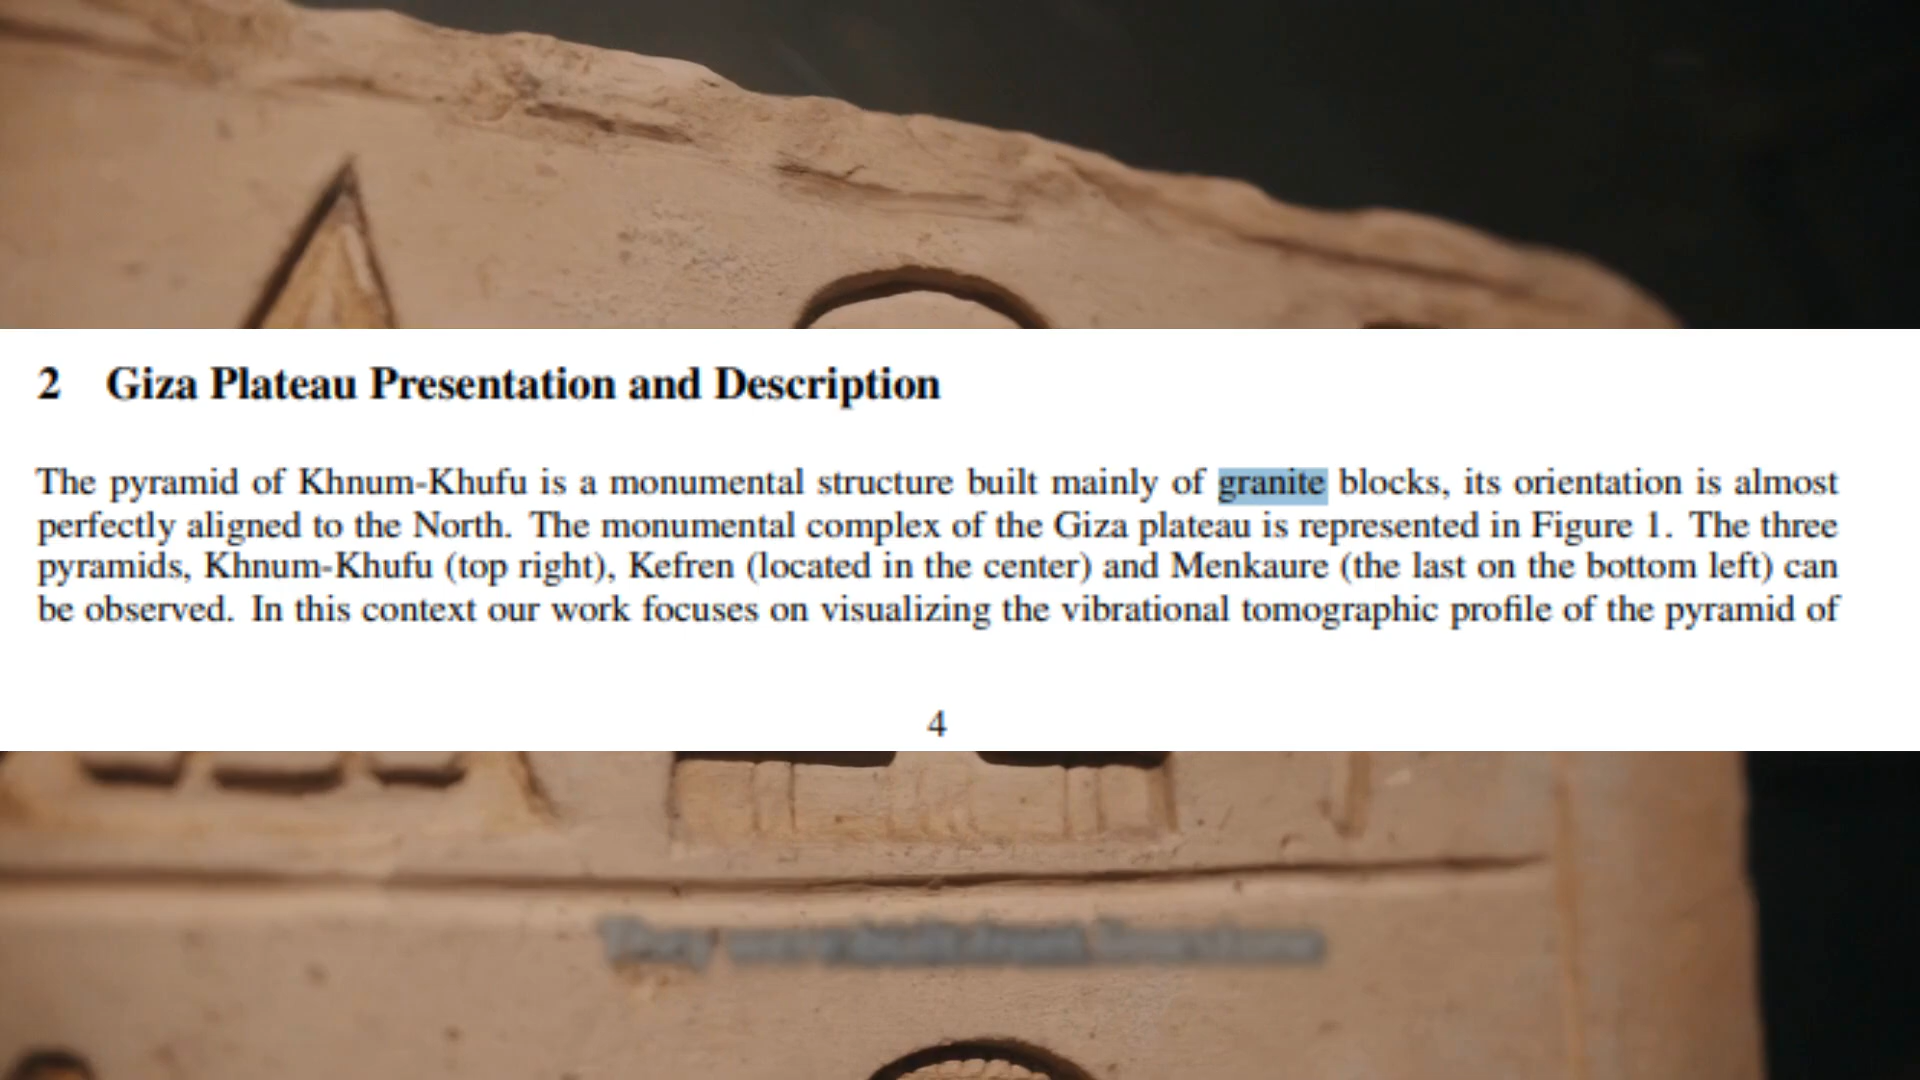 2 Giza Plateau Presentation and Description
The pyramid of Khnum-Khufu is a monumental structure built mainly of granite blocks, its orientation is almost
perfectly aligned to the North. The monumental complex of the Giza plateau is represented in Figure 1. The three
pyramids, Khnum-Khufu (top right), Kefren (located in the center) and Menkaure (the last on the bottom left) can
be observed. In this context our work focuses on visualizing the vibrational tomographic profile of the pyramid of
4